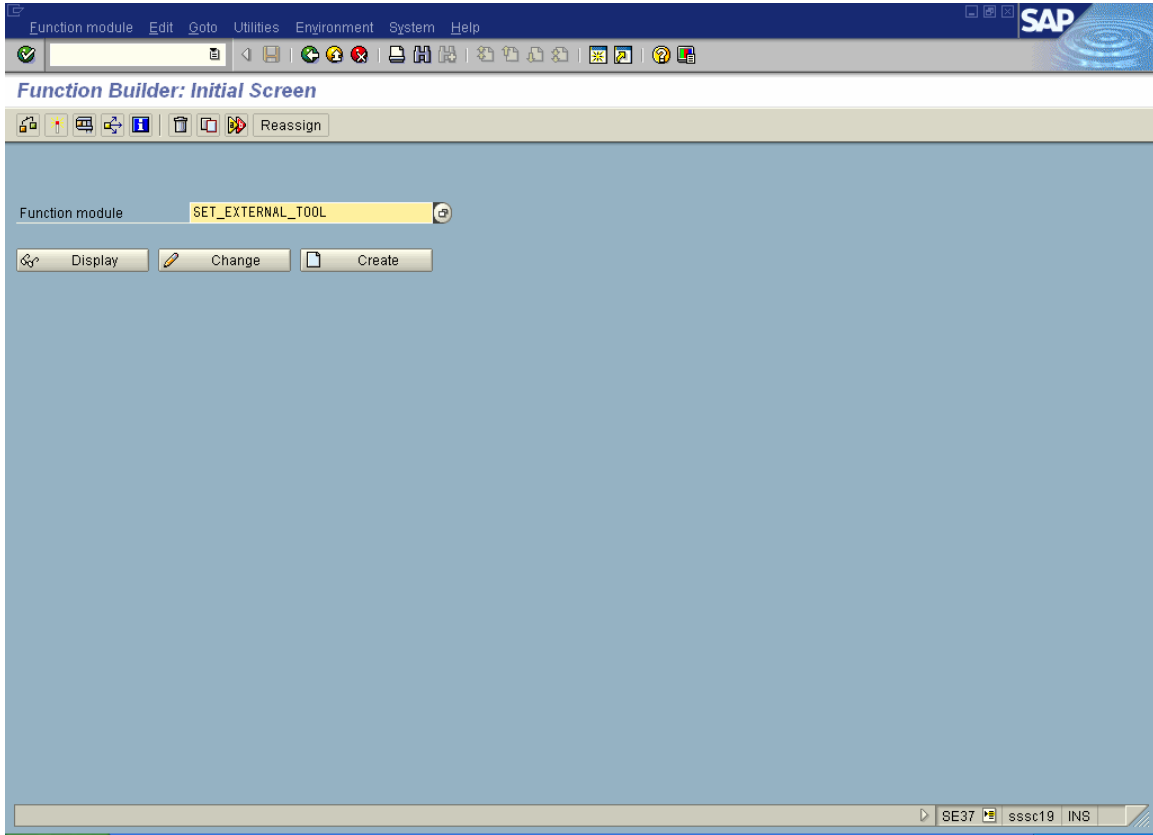 Function module Edit Goto Utilities Environment System Help
SAP
Function Builder: Initial Screen
Reassign
Function module SET_EXTERNAL_TOOL
Display Change Create
SE37 sssc19 INS